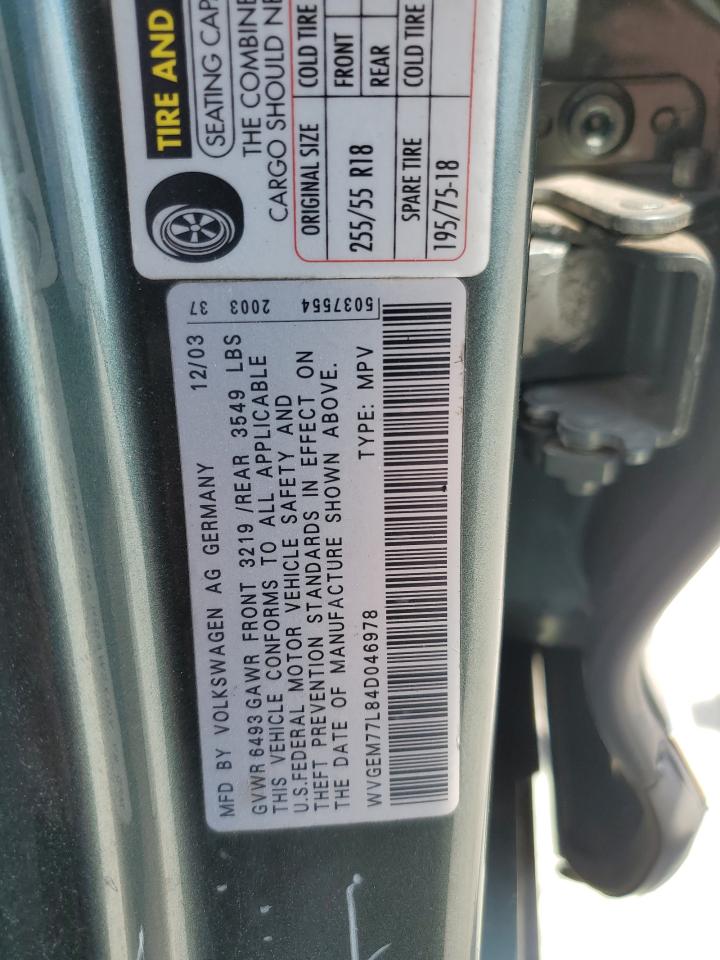 TIRE AND
SEATING CAP
THE COMBINE
CARGO SHOULD NE
ORIGINAL SIZE COLD TIRE
255/55 R18 FRONT
REAR
SPARE TIRE COLD TIRE
195/75-18
MFD BY VOLKSWAGEN AG GERMANY 12/03
GVWR 6493 GAWR FRONT 3219 /REAR 3549 LBS
THIS VEHICLE CONFORMS TO ALL APPLICABLE
U.S.FEDERAL MOTOR VEHICLE SAFETY AND
THEFT PREVENTION STANDARDS IN EFFECT ON
THE DATE OF MANUFACTURE SHOWN ABOVE.
WVGEM77L84D046978 TYPE: MPV
37 2003 5037554